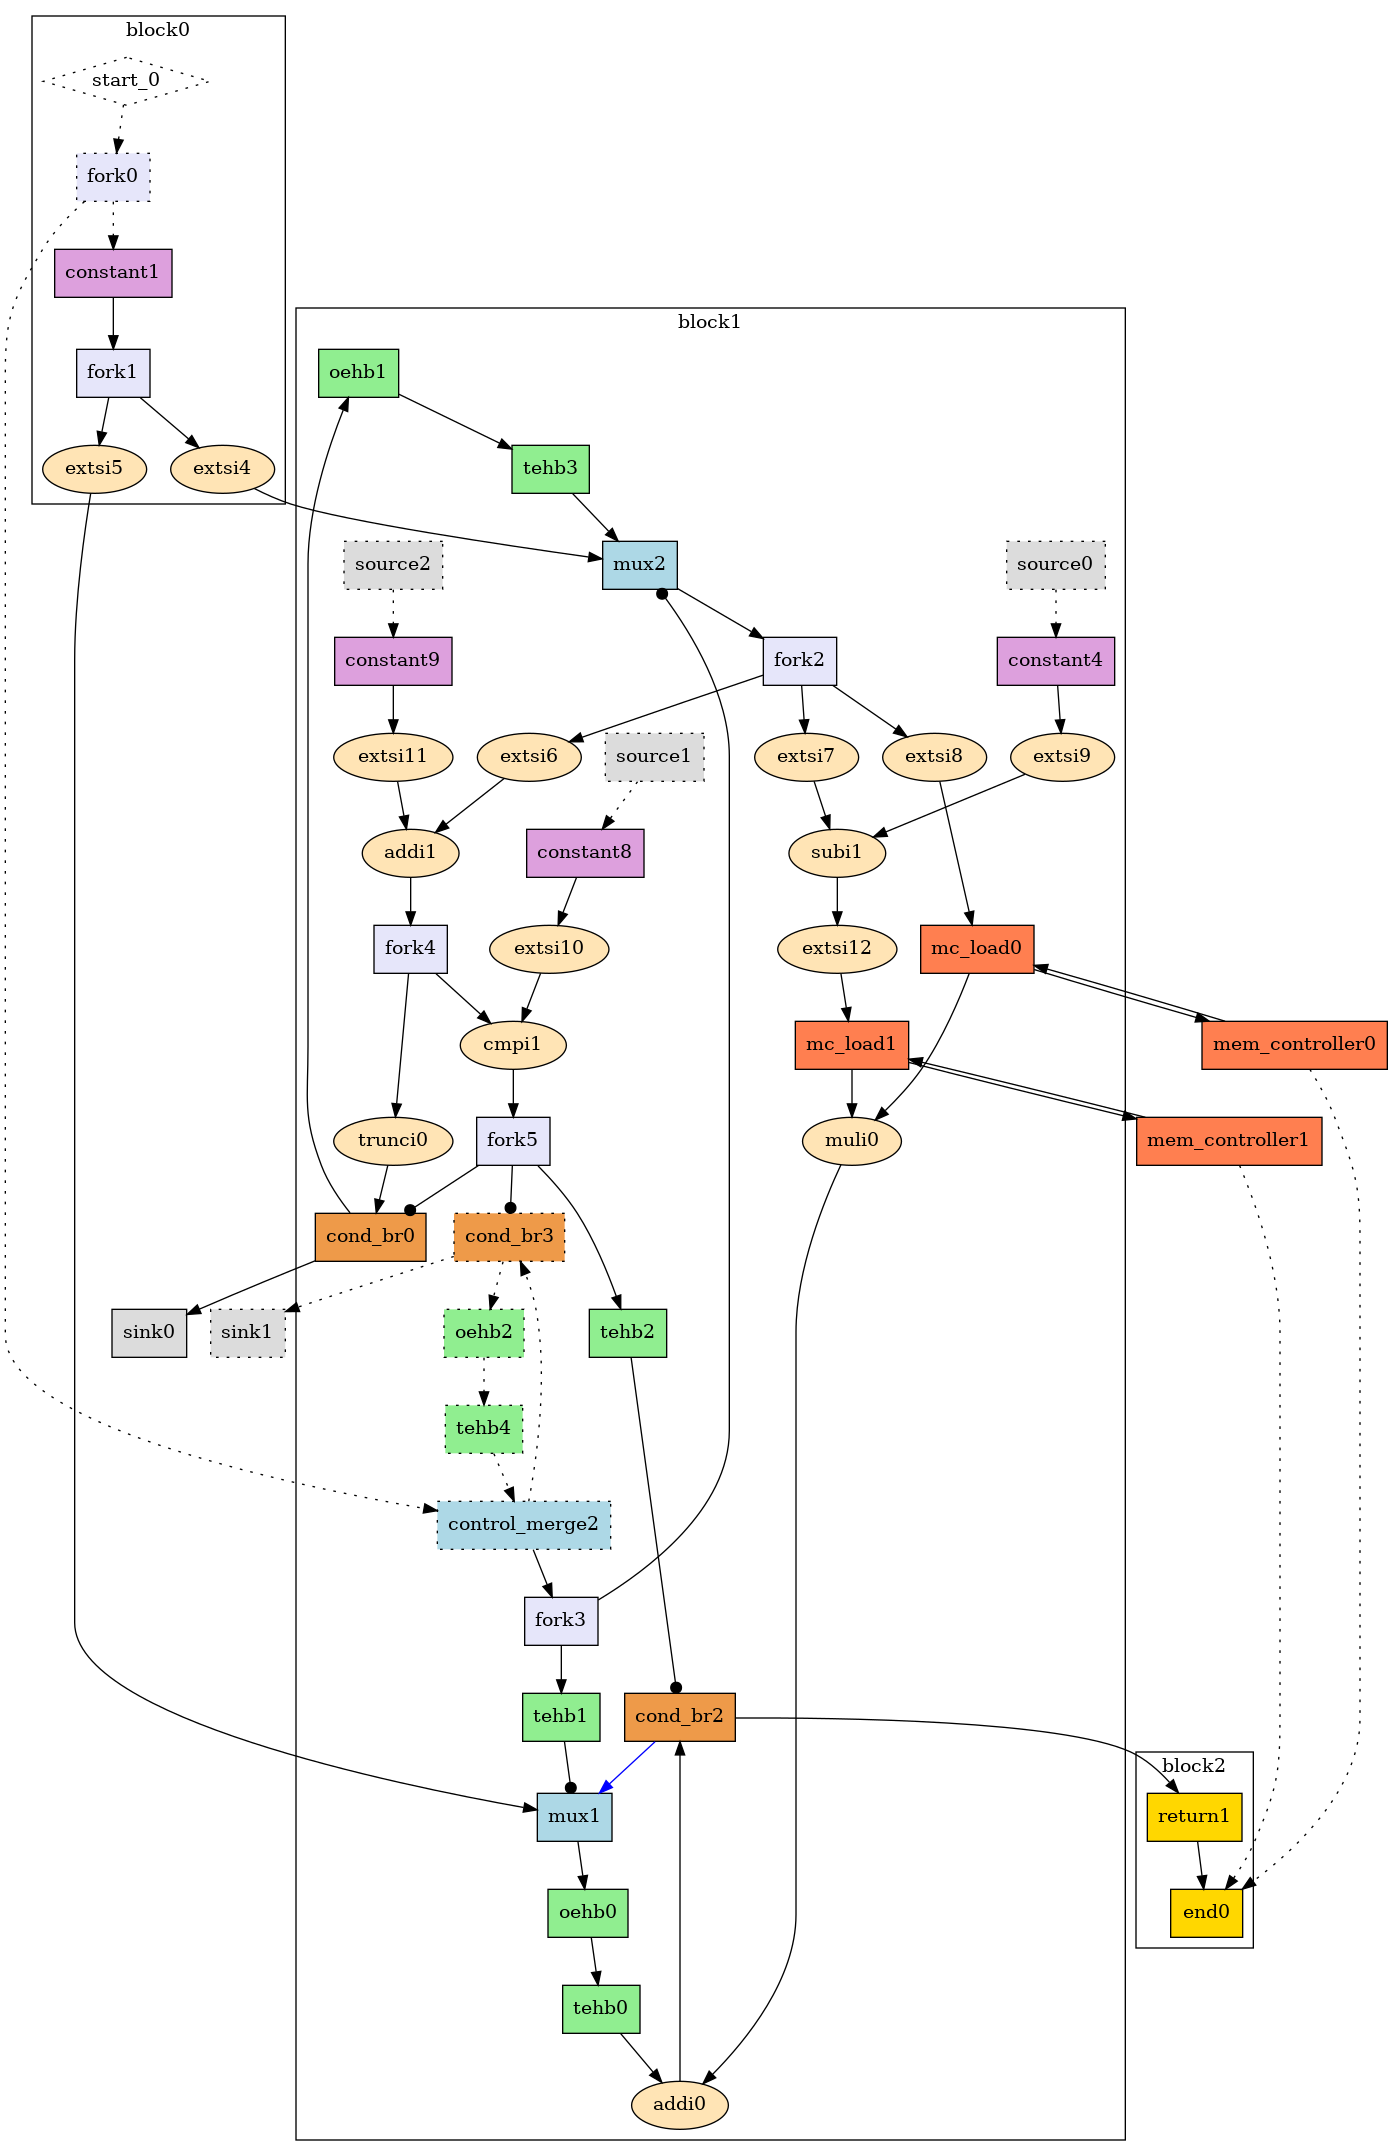 block0
start_0
fork0
constant1
block1
fork1
oehb1
extsi5
extsi4
tehb3
source2
mux2
source0
constant9
fork2
constant4
extsi11
extsi6
source1
extsi7
extsi8
extsi9
addi1
constant8
subi1
fork4
extsi10
extsi12
mc_load0
cmpi1
mc_load1
mem_controller0
trunci0
fork5
muli0
mem_controller1
cond_br0
cond_br3
sink0
sink1
oehb2
tehb2
tehb4
control_merge2
fork3
tehb1
cond_br2
block2
mux1
return1
oehb0
end0
tehb0
addi0